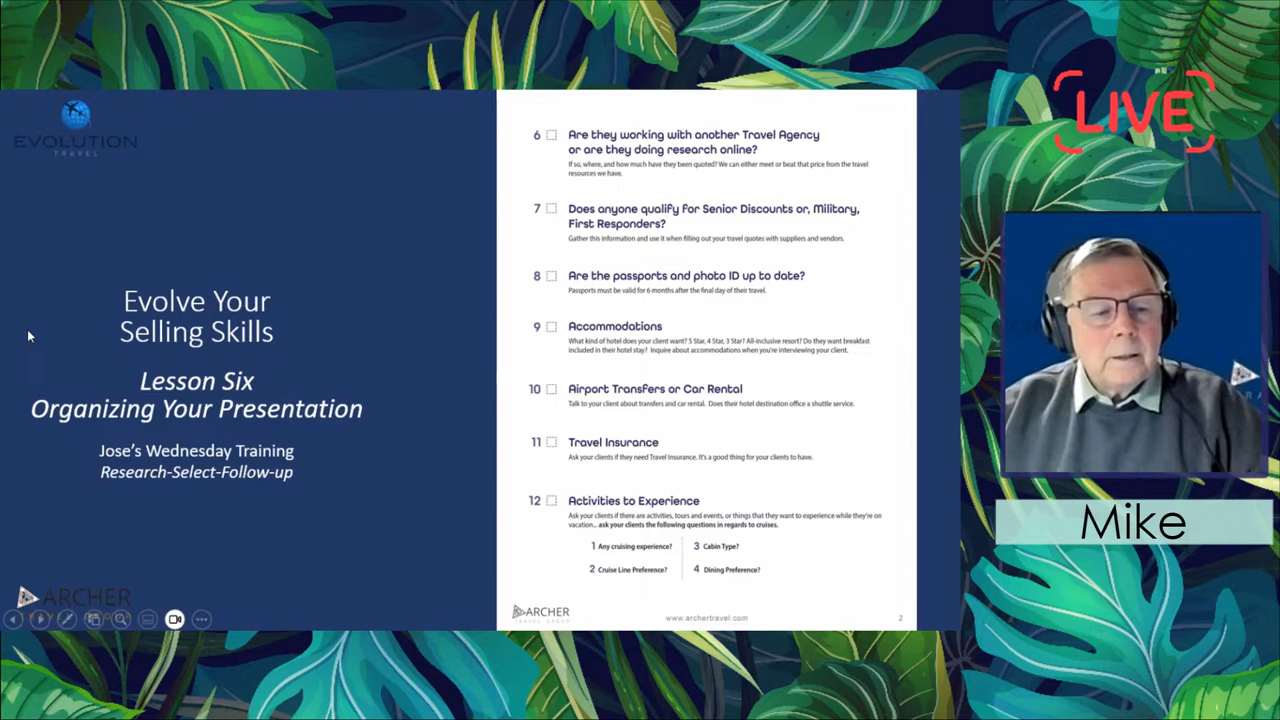 EVOLUTION
TRAVEL
Evolve Your
Selling Skills
Lesson Six
Organizing Your Presentation
Jose's Wednesday Training
Research-Select-Follow-up
ARCHER
6 Are they working with another Travel Agency
or are they doing research online?
If so, where, and how much have they been quoted? We can either meet or beat that price from the travel
resources we have.
7 Does anyone qualify for Senior Discounts or, Military,
First Responders?
Gather this information and use it when filling out your travel quotes with suppliers and vendors.
8 Are the passports and photo ID up to date?
Passports must be valid for 6 months after the final day of their travel.
9 Accommodations
What kind of hotel does your client want? 5 Star, 4 Star, 3 Star? All-inclusive resort? Do they want breakfast
included in their hotel stay? Inquire about accommodations when you're interviewing your client.
10 Airport Transfers or Car Rental
Talk to your client about transfers and car rental. Does their hotel destination office a shuttle service.
11 Travel Insurance
Ask your clients if they need Travel Insurance. It's a good thing for your clients to have.
12 Activities to Experience
Ask your clients if there are activities, tours and events, or things that they want to experience while they're on
vacation... ask your clients the following questions in regards to cruises.
1 Any cruising experience?
2 Cruise Line Preference?
3 Cabin Type?
4 Dining Preference?
ARCHER
TRAVEL GROUP
www.archertravel.com
2
LIVE
Mike